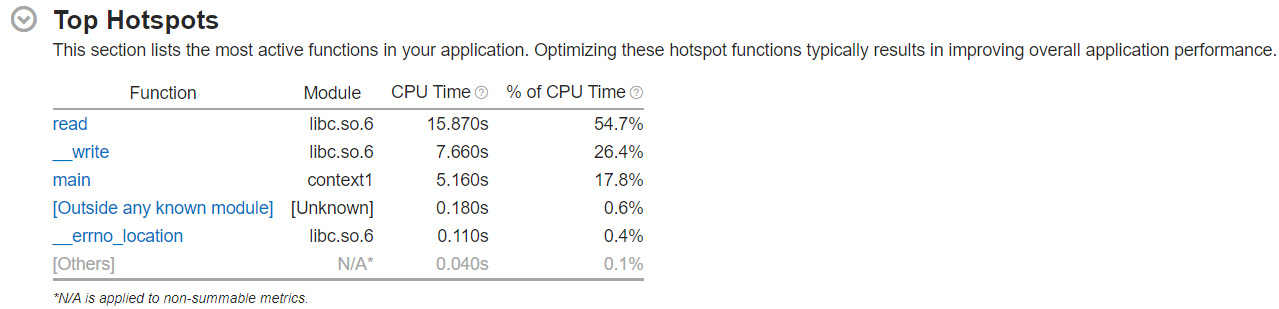 Top Hotspots
This section lists the most active functions in your application. Optimizing these hotspot functions typically results in improving overall application performance.
Function Module CPU Time % of CPU Time
read libc.so.6 15.870s 54.7%
__write libc.so.6 7.660s 26.4%
main context1 5.160s 17.8%
[Outside any known module] [Unknown] 0.180s 0.6%
__errno_location libc.so.6 0.110s 0.4%
[Others] N/A* 0.040s 0.1%
*N/A is applied to non-summable metrics.